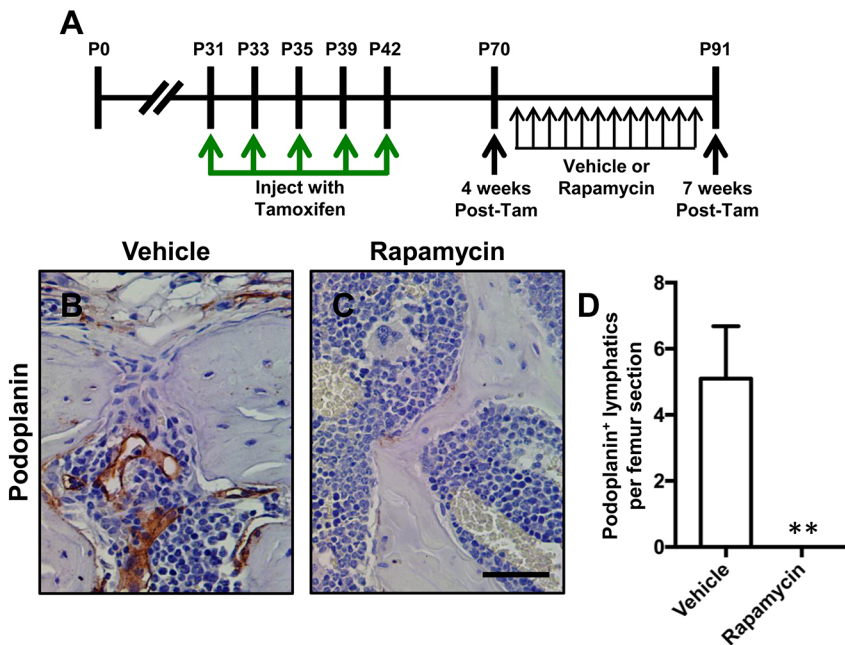 A
P0 P31 P33 P35 P39 P42 P70 P91
Inject with
Tamoxifen
4 weeks
Post-Tam
Vehicle or
Rapamycin
7 weeks
Post-Tam
Vehicle
Rapamycin
Podoplanin
B
C
D
Podoplanin⁺ lymphatics
per femur section
8
6
4
2
0
**
Vehicle
Rapamycin